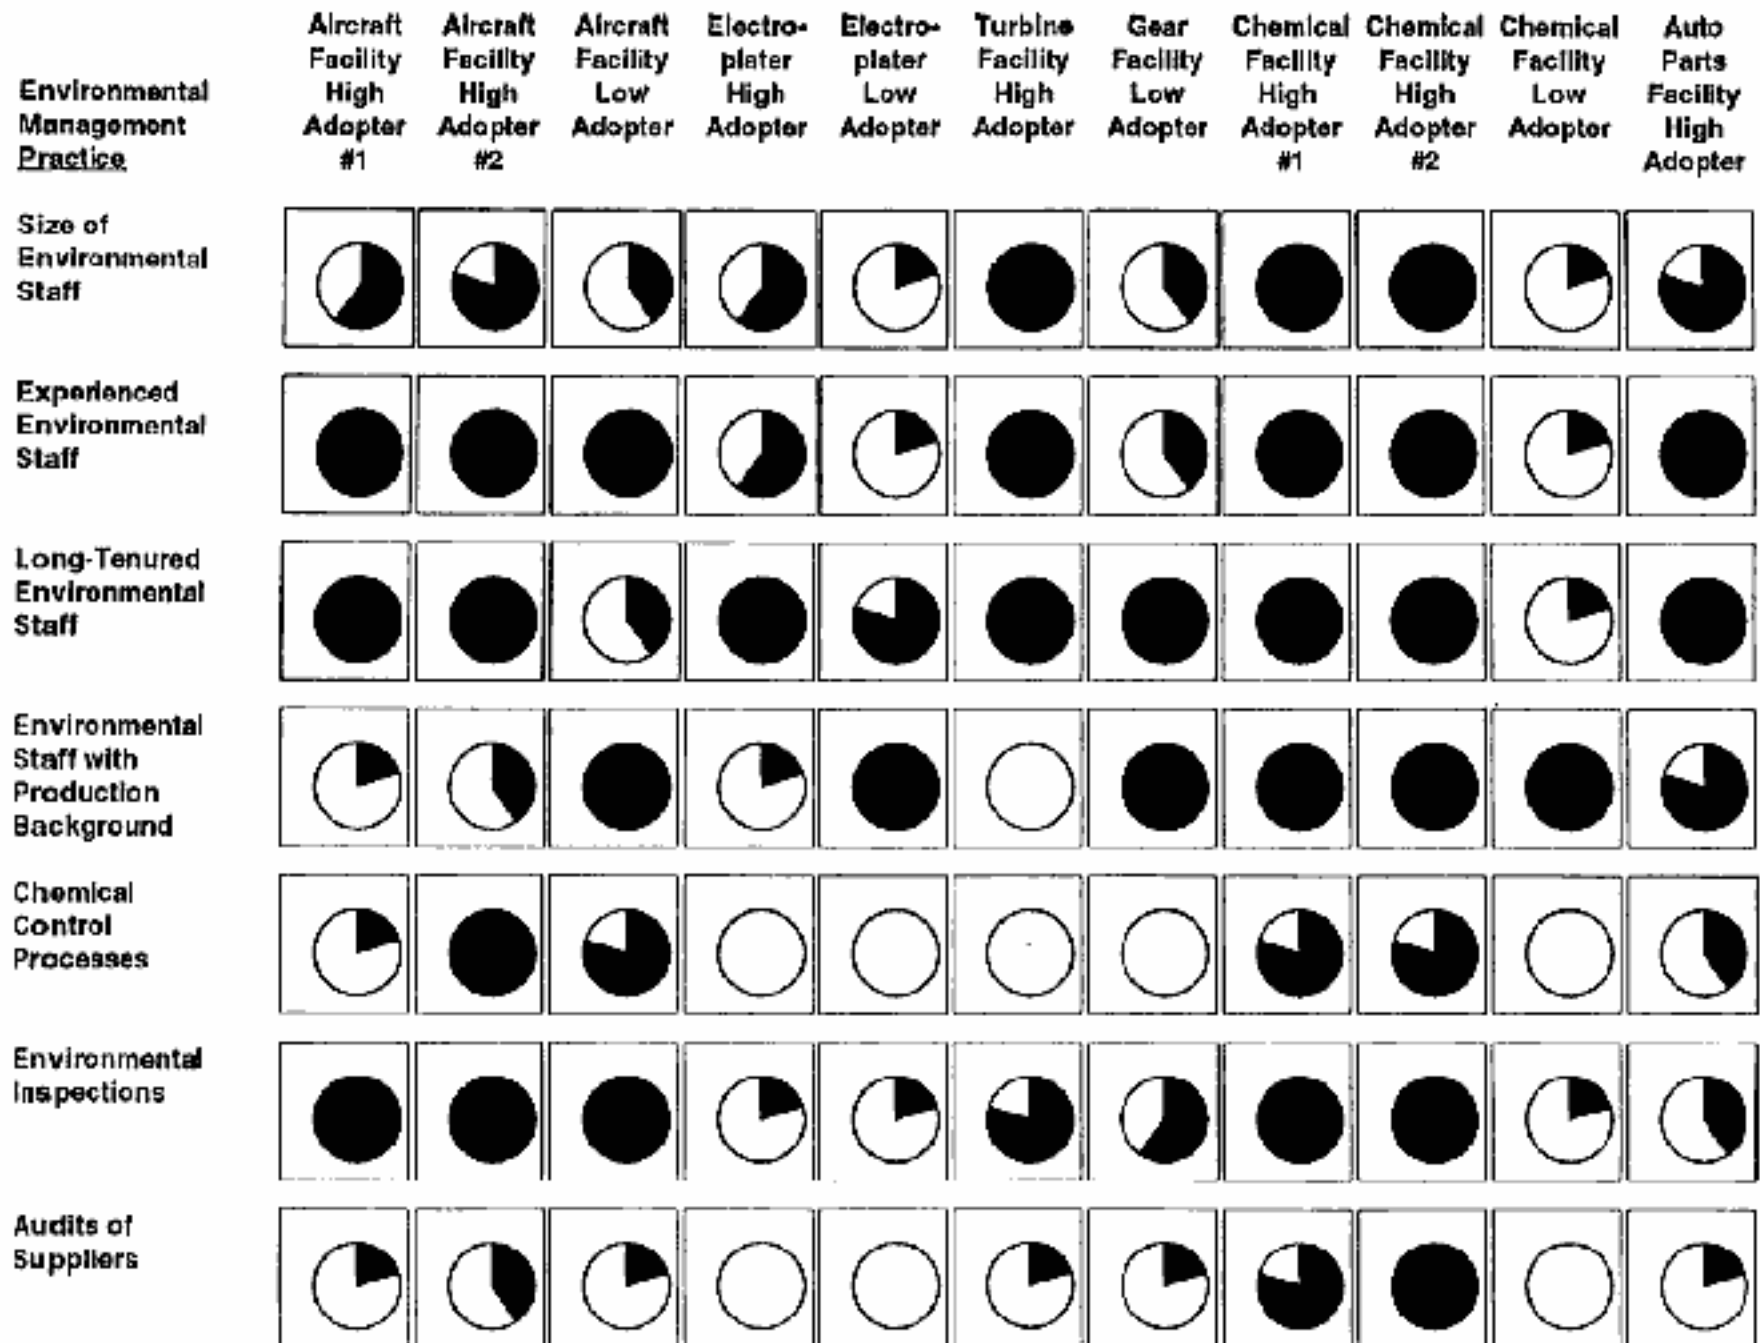 Environmental
Management
Practice
Aircraft
Facility
High
Adopter
#1
Aircraft
Facility
High
Adopter
#2
Aircraft
Facility
Low
Adopter
Electro-
plater
High
Adopter
Electro-
plater
Low
Adopter
Turbine
Facility
High
Adopter
Gear
Facility
Low
Adopter
Chemical
Facility
High
Adopter
#1
Chemical
Facility
High
Adopter
#2
Chemical
Facility
Low
Adopter
Auto
Parts
Facility
High
Adopter
Size of
Environmental
Staff
Experienced
Environmental
Staff
Long-Tenured
Environmental
Staff
Environmental
Staff with
Production
Background
Chemical
Control
Processes
Environmental
Inspections
Audits of
Suppliers